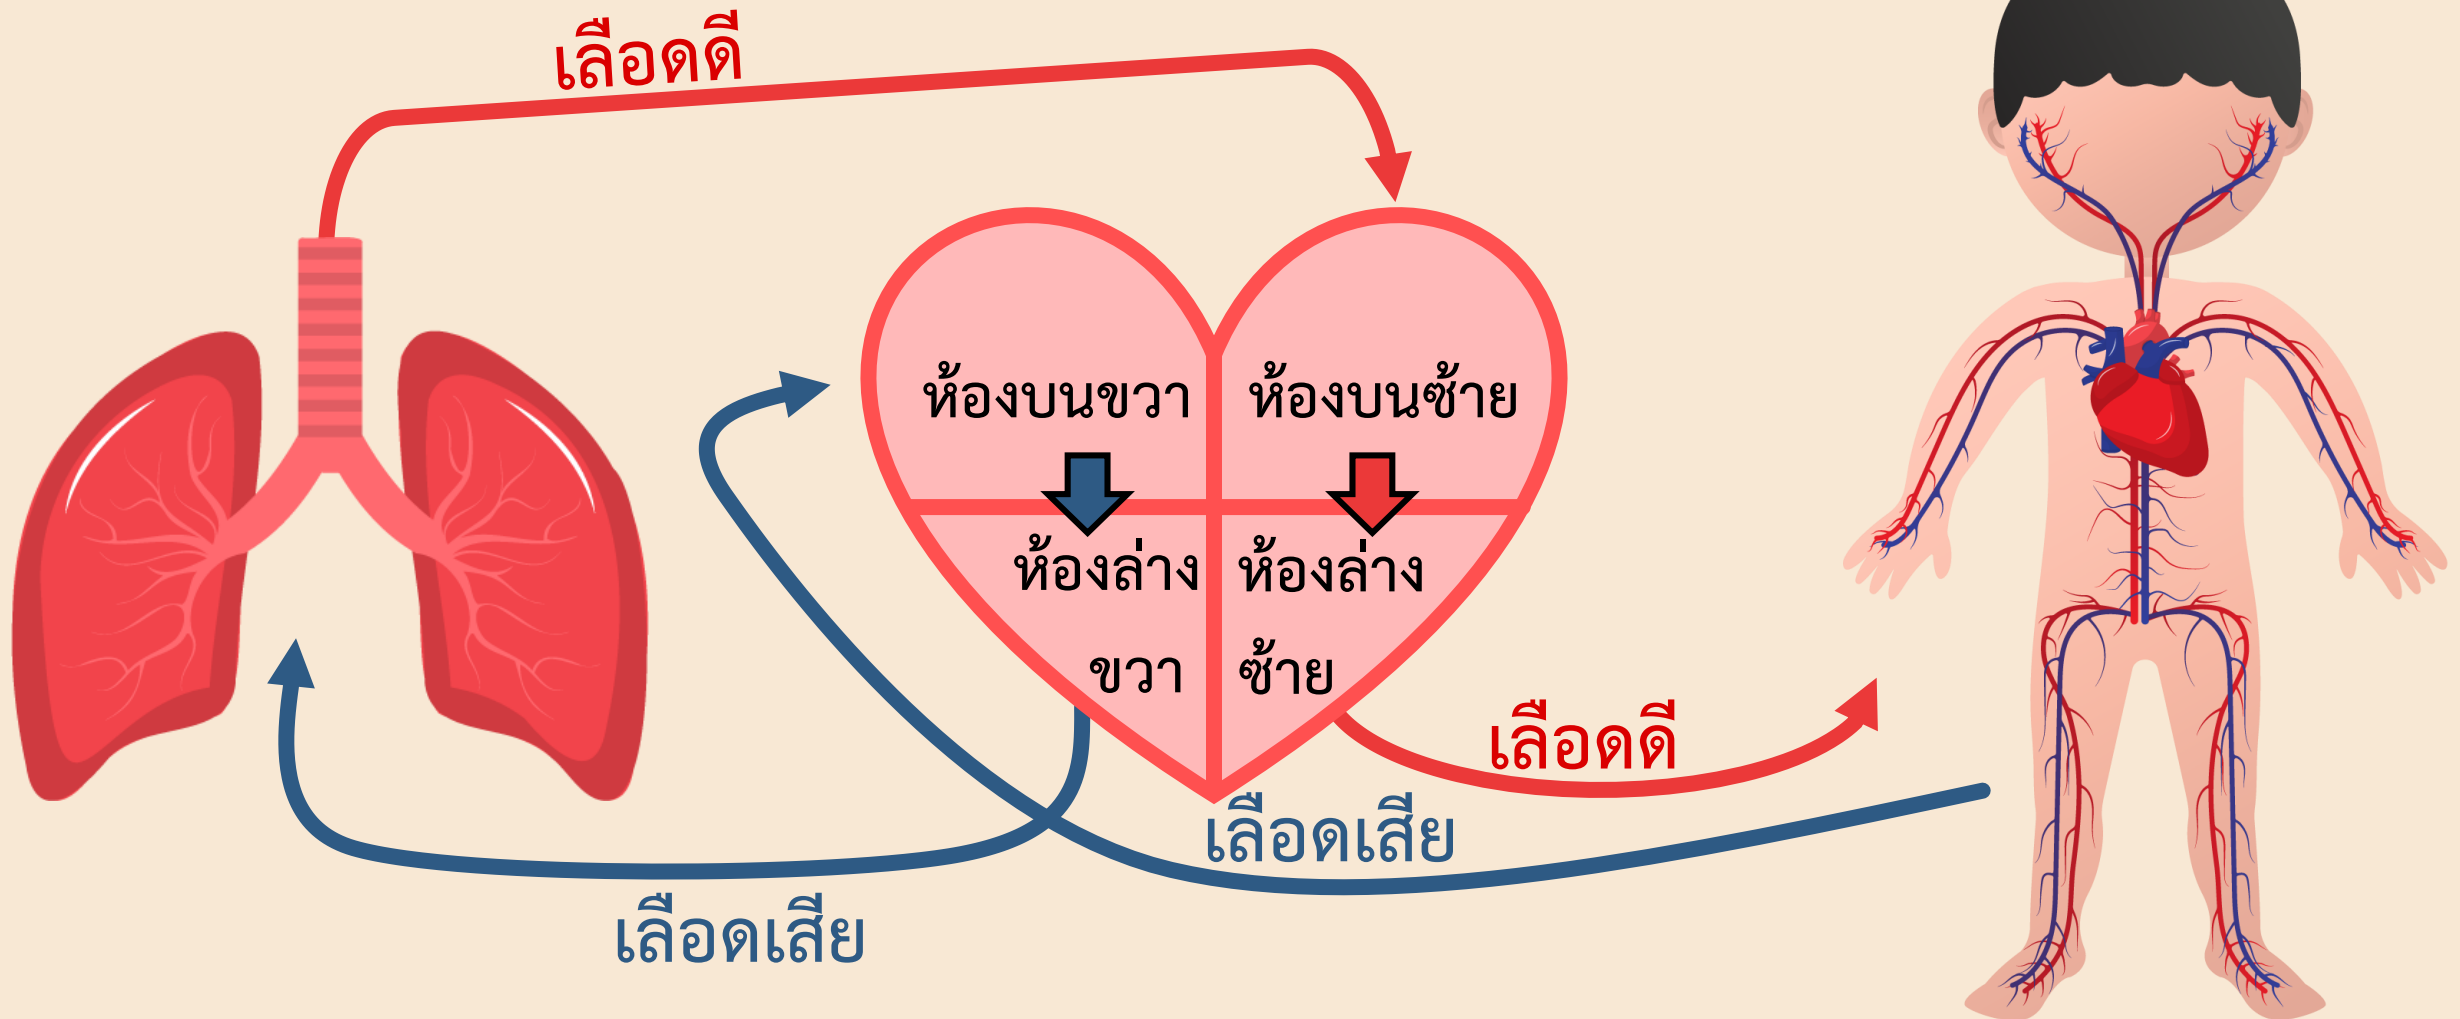 เลือดดี
ห้องบนขวา
ห้องบนซ้าย
ห้องล่าง
ขวา
ห้องล่าง
ซ้าย
เลือดดี
เลือดเสีย
เลือดเสีย